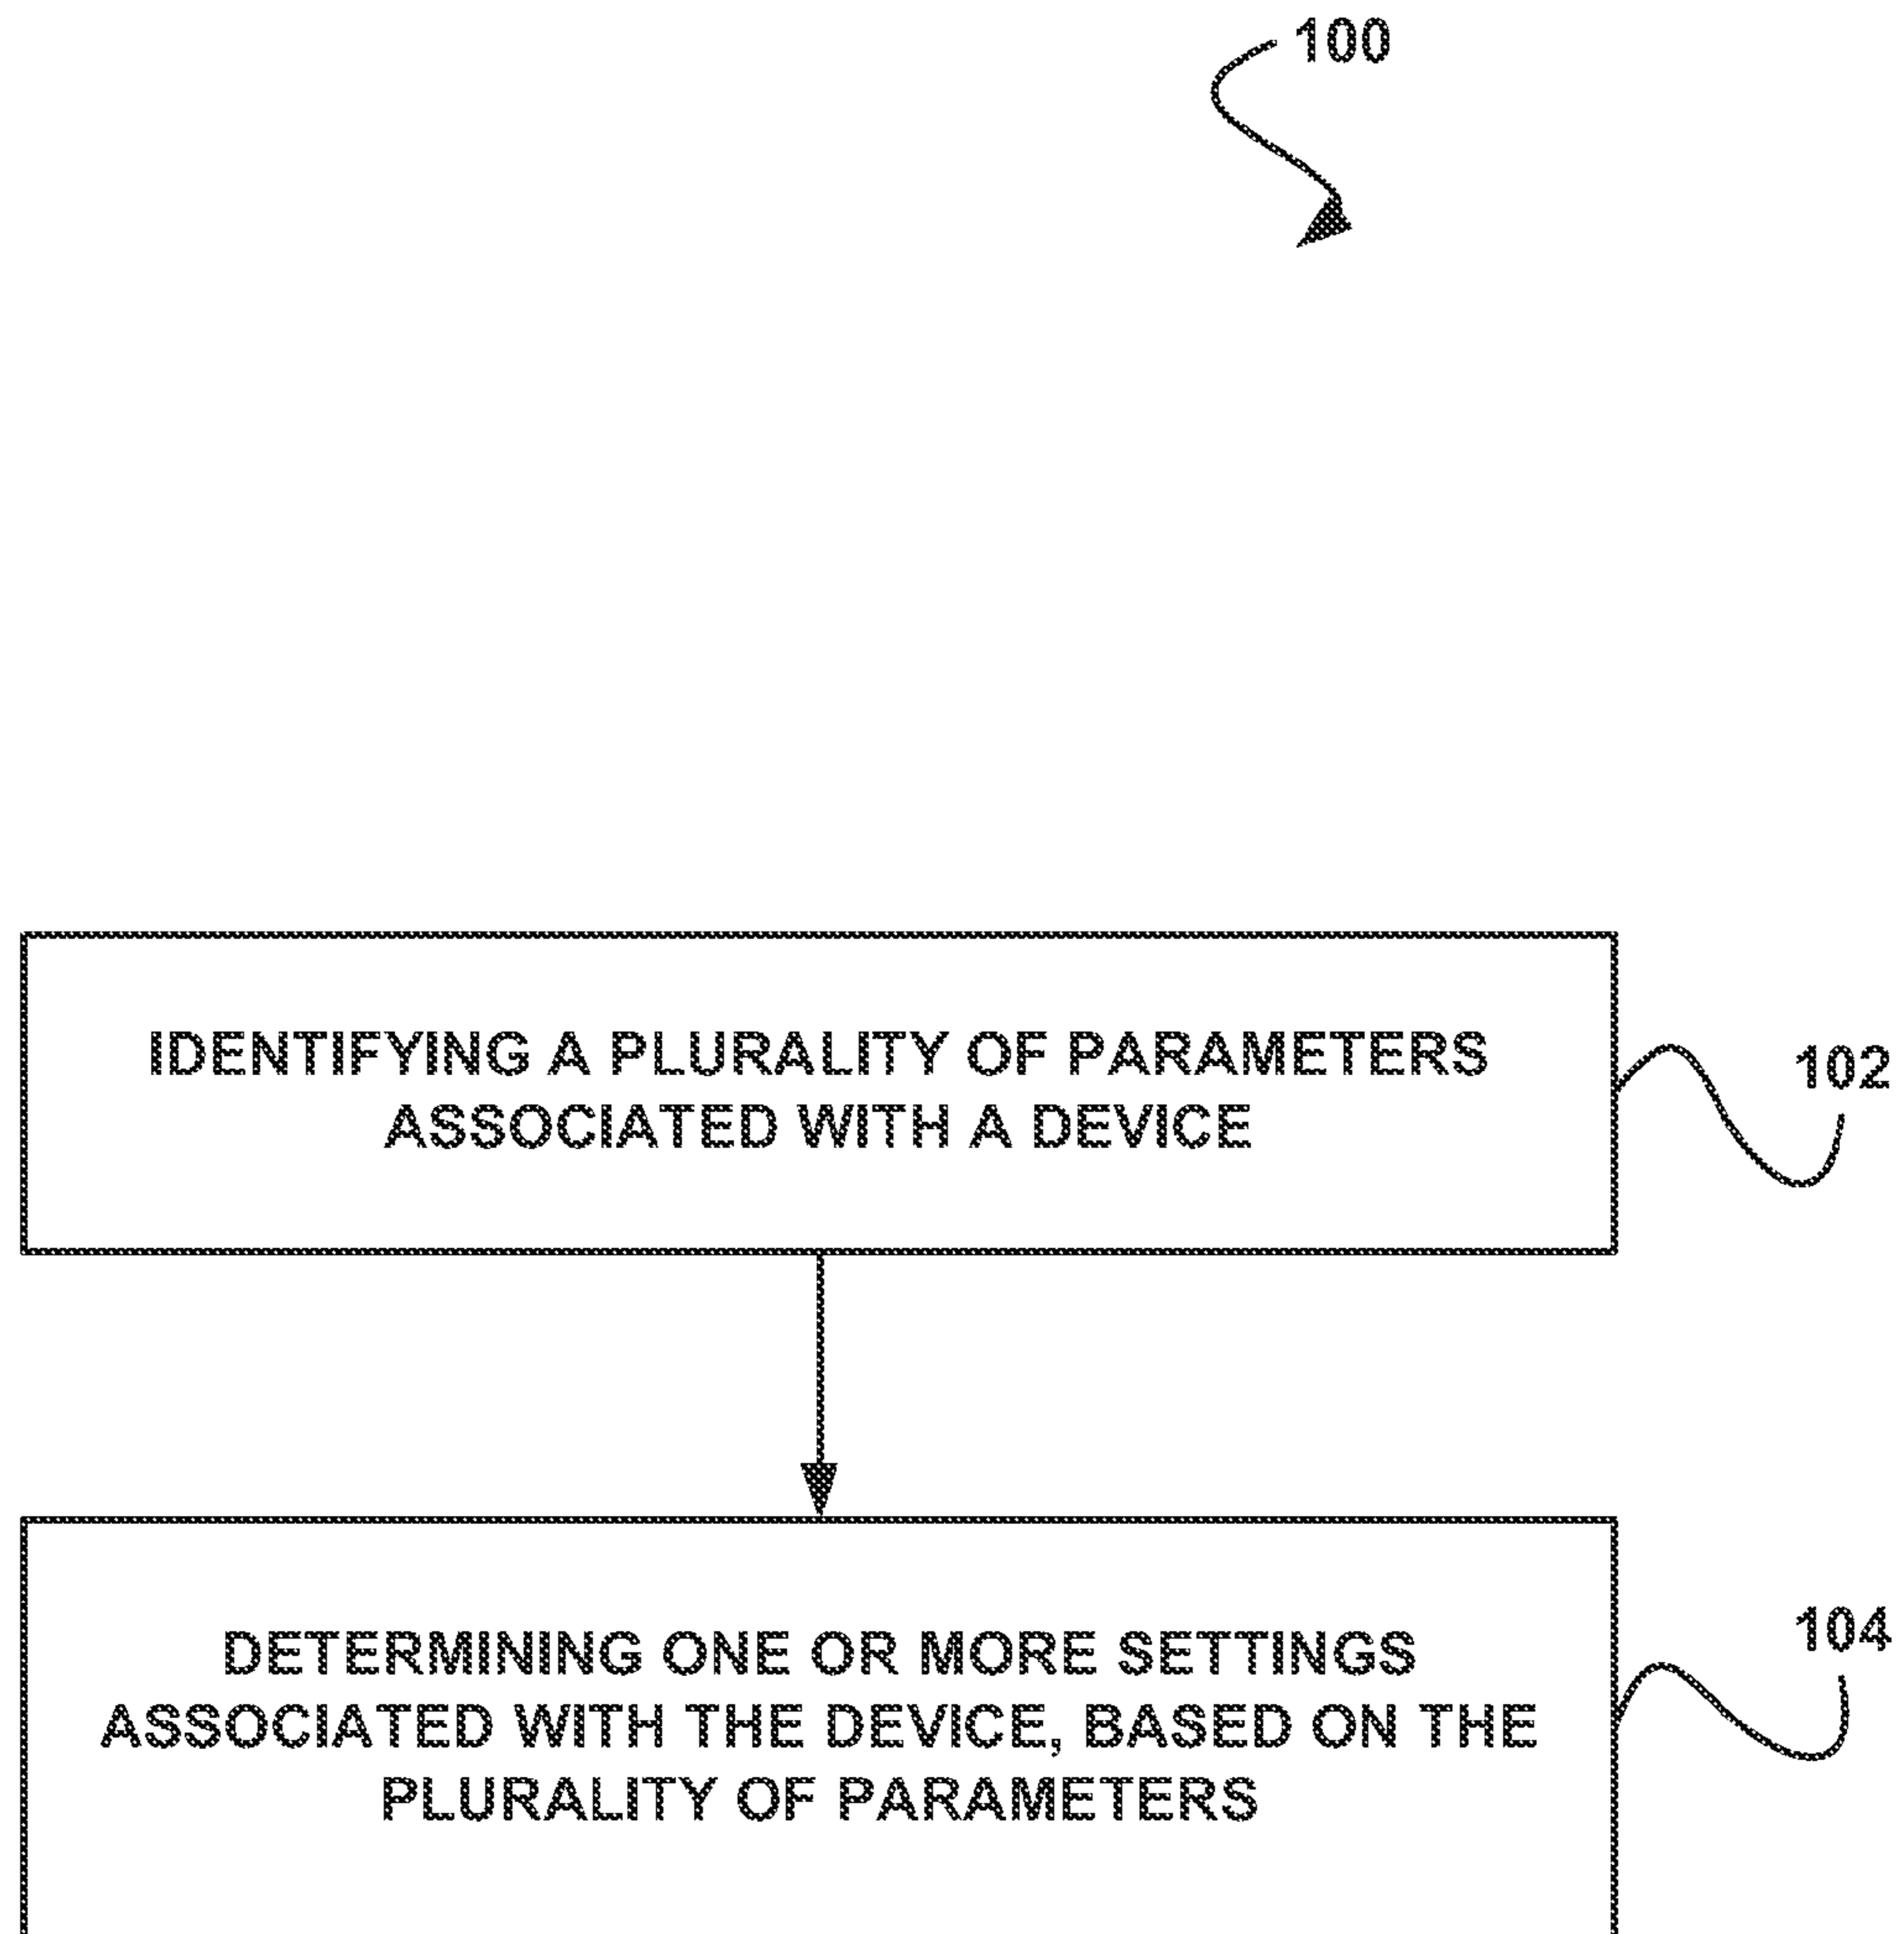 100
IDENTIFYING A PLURALITY OF PARAMETERS
ASSOCIATED WITH A DEVICE
102
DETERMINING ONE OR MORE SETTINGS
ASSOCIATED WITH THE DEVICE, BASED ON THE
PLURALITY OF PARAMETERS
104